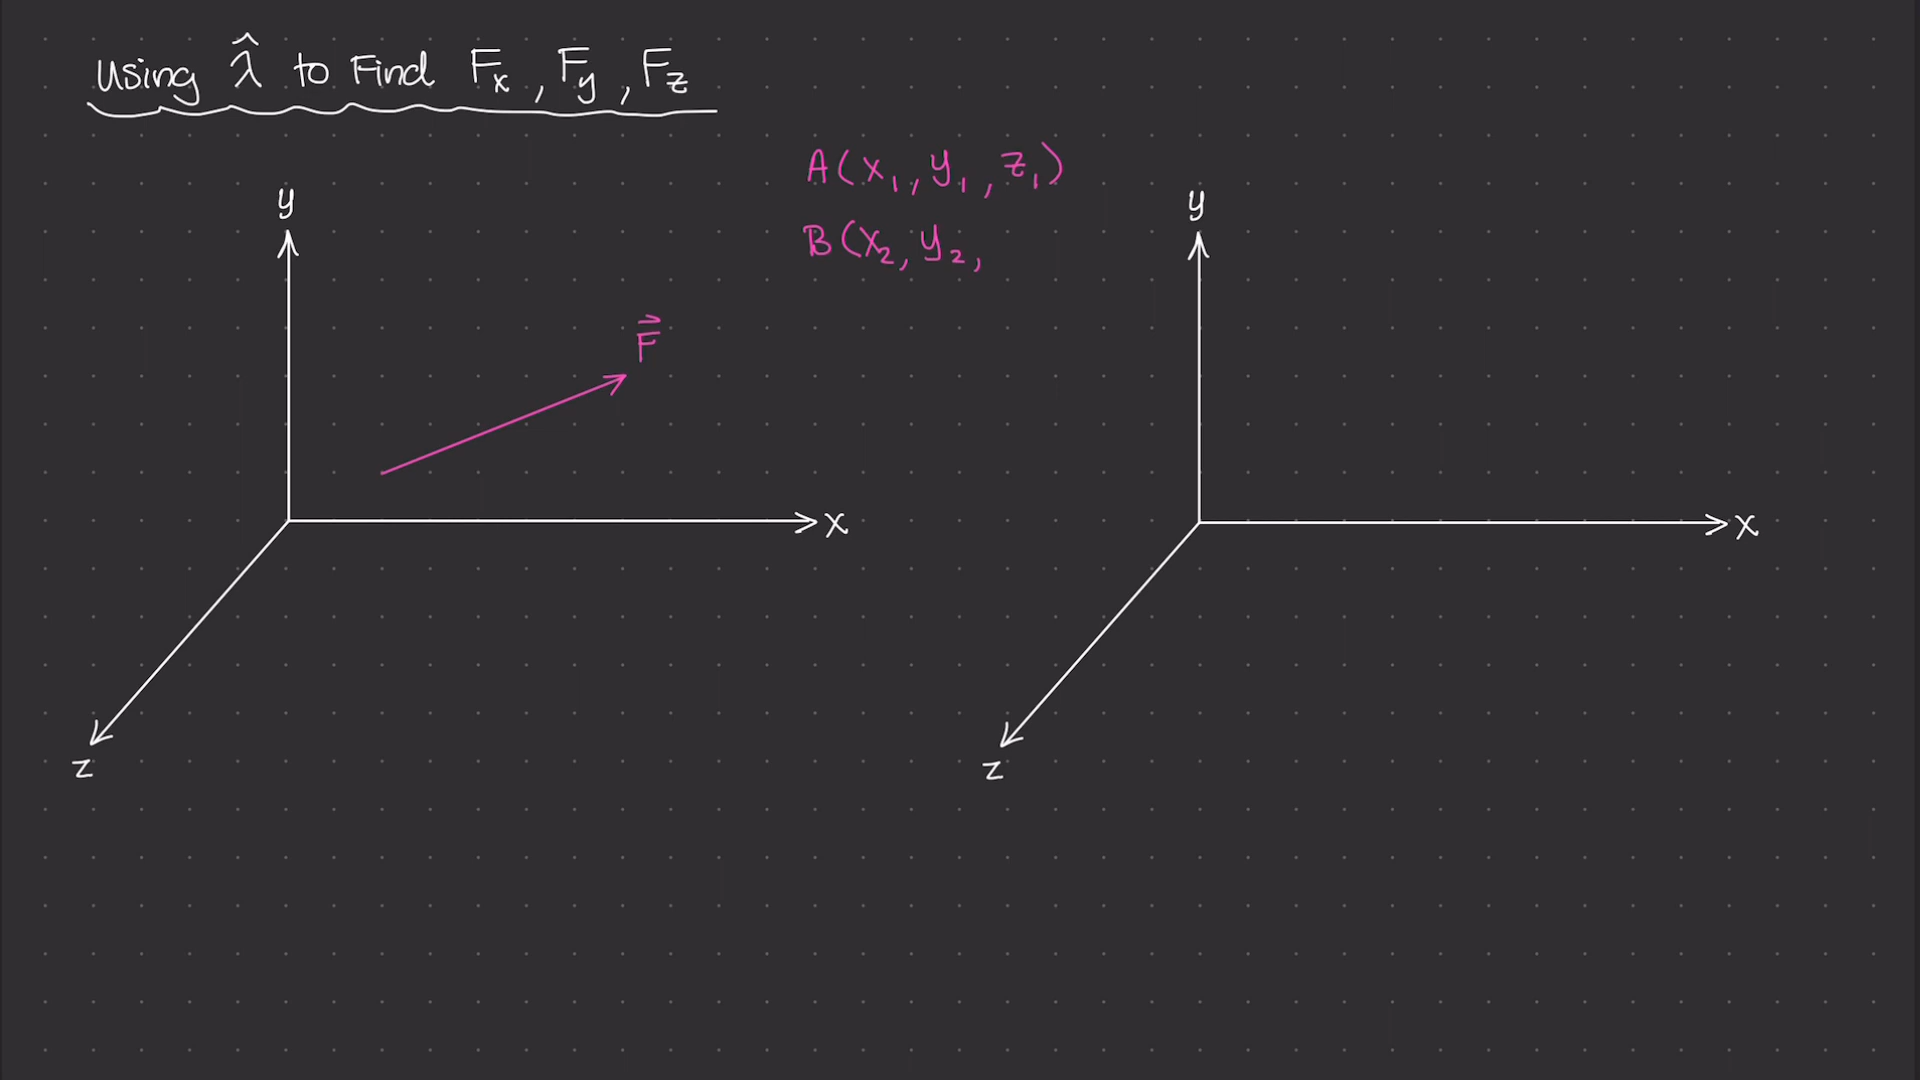 Using λ̂ to Find Fx, Fy, Fz
A(x₁, y₁, z₁)
B(x₂, y₂,
y
y
F⃗
x
x
z
z